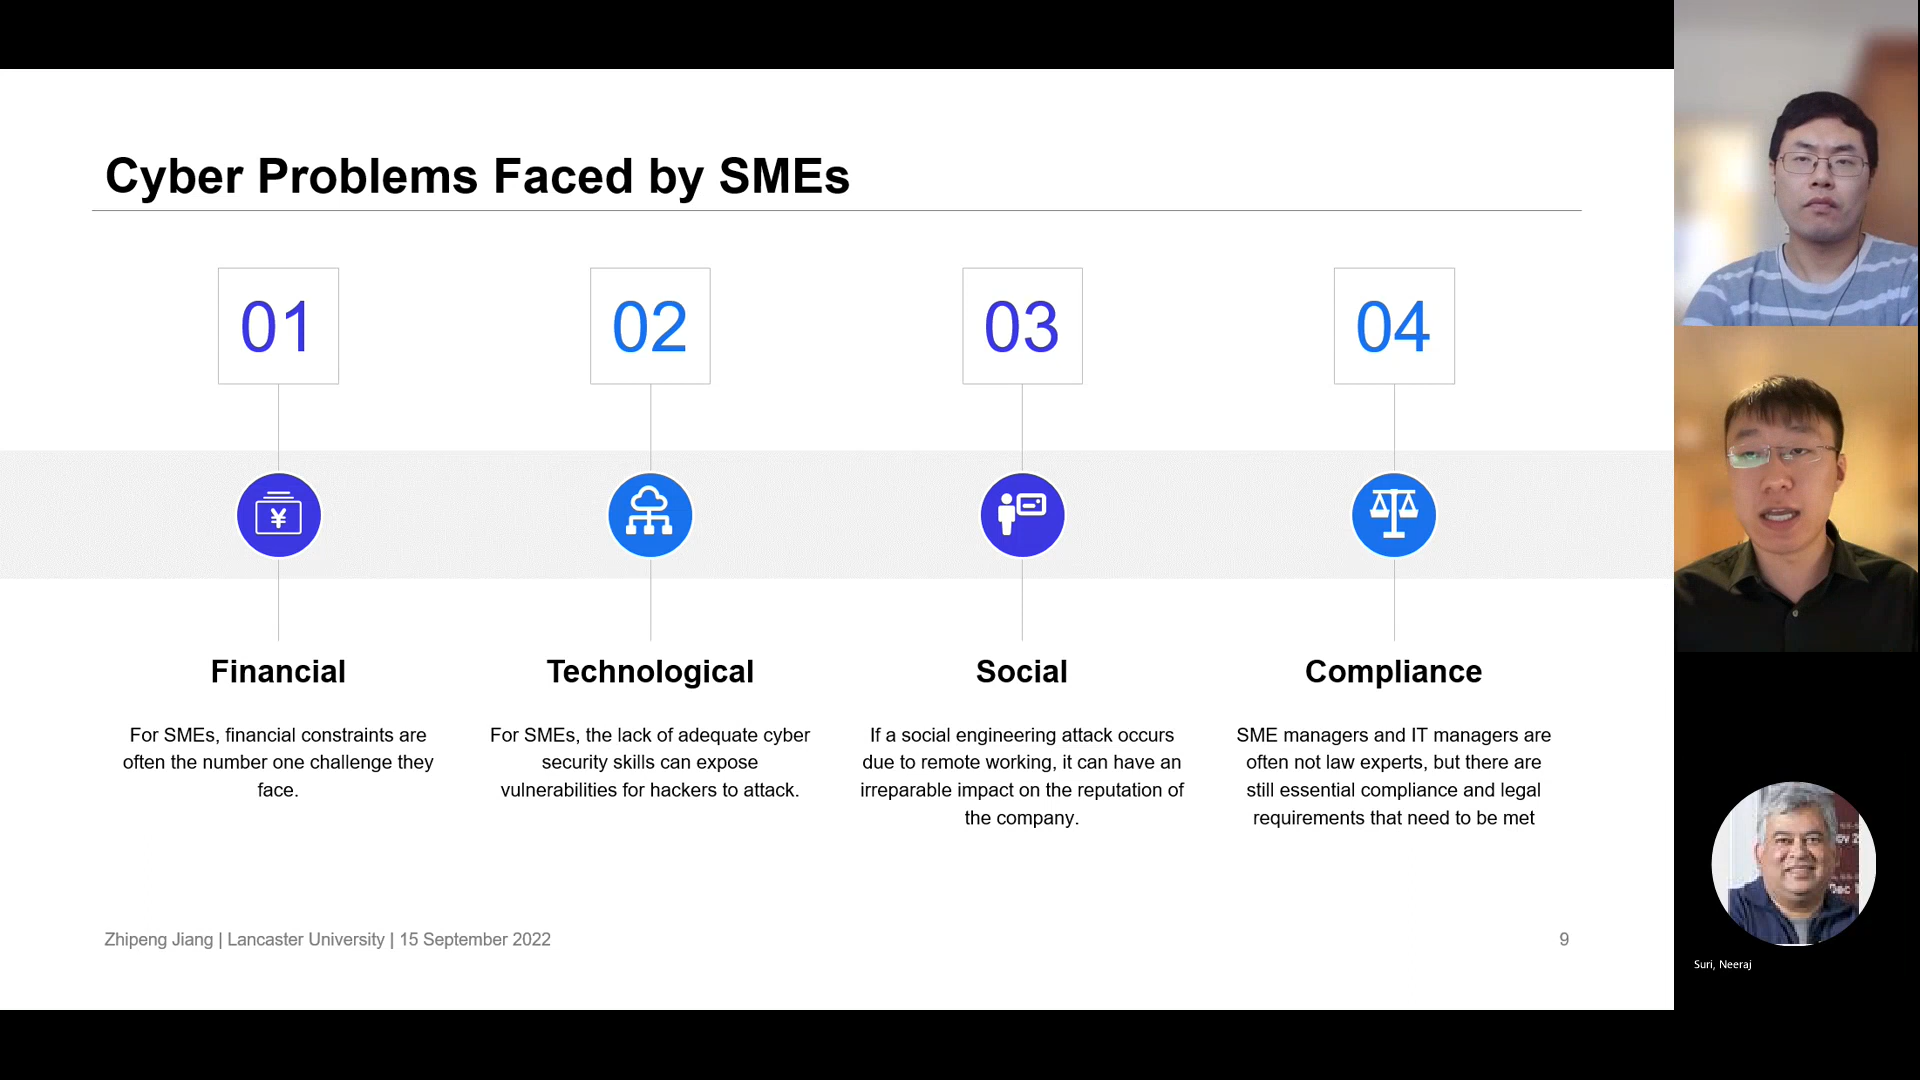 Cyber Problems Faced by SMEs
01
02
03
04
¥
Financial
Technological
Social
Compliance
For SMEs, financial constraints are
often the number one challenge they
face.
For SMEs, the lack of adequate cyber
security skills can expose
vulnerabilities for hackers to attack.
If a social engineering attack occurs
due to remote working, it can have an
irreparable impact on the reputation of
the company.
SME managers and IT managers are
often not law experts, but there are
still essential compliance and legal
requirements that need to be met
Zhipeng Jiang | Lancaster University | 15 September 2022
9
Suri, Neeraj